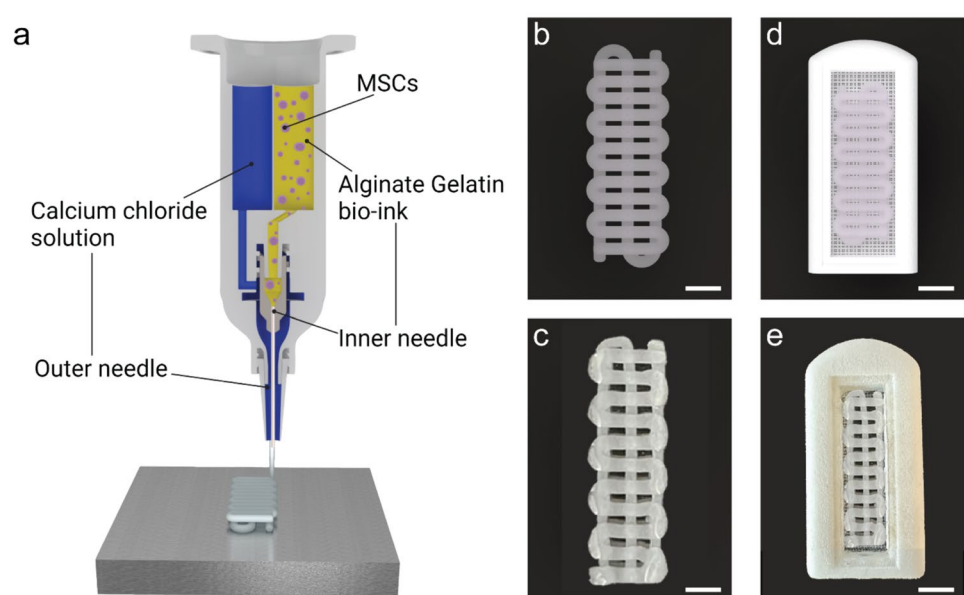 a
MSCs
Alginate Gelatin
bio-ink
Calcium chloride
solution
Inner needle
Outer needle
b
d
c
e